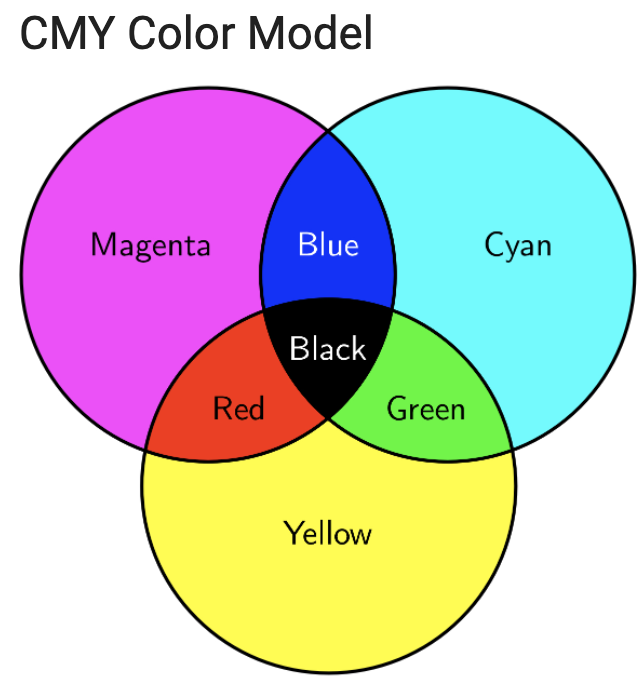 CMY Color Model
Magenta
Blue
Cyan
Black
Red
Green
Yellow